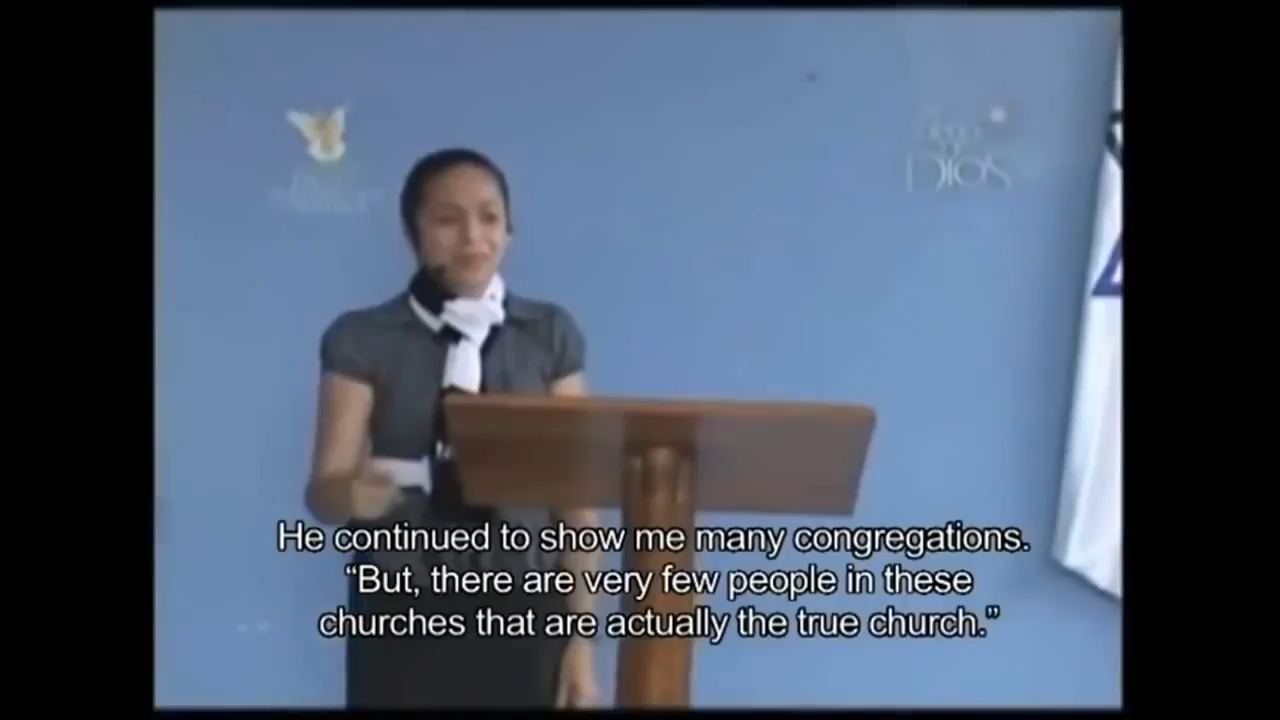 Dios
He continued to show me many congregations.
“But, there are very few people in these
churches that are actually the true church.”